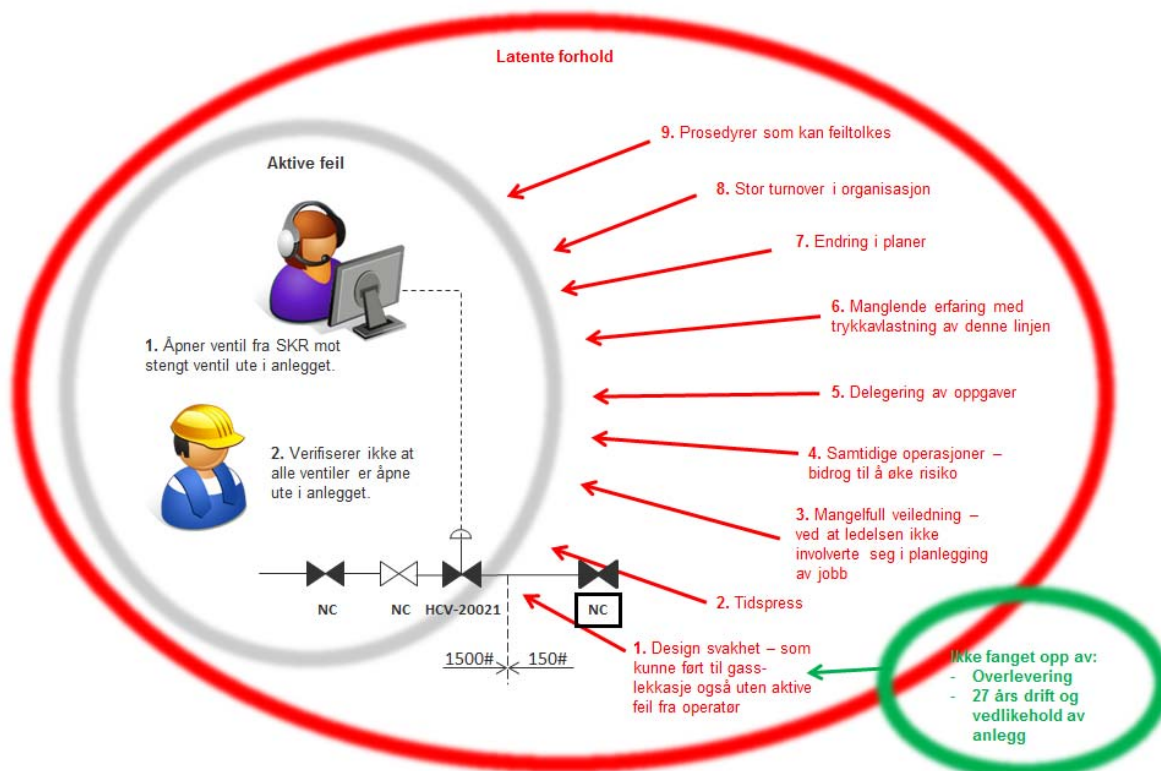 Latente forhold
Aktive feil
1. Åpner ventil fra SKR mot
stengt ventil ute i anlegget.
2. Verifiserer ikke at
alle ventiler er åpne
ute i anlegget.
NC
NC
HCV-20021
NC
1500#
150#
9. Prosedyrer som kan feiltolkes
8. Stor turnover i organisasjon
7. Endring i planer
6. Manglende erfaring med
trykkavlastning av denne linjen
5. Delegering av oppgaver
4. Samtidige operasjoner –
bidrog til å øke risiko
3. Mangelfull veiledning –
ved at ledelsen ikke
involverte seg i planlegging
av jobb
2. Tidspress
1. Design svakhet – som
kunne ført til gass-
lekkasje også uten aktive
feil fra operatør
Ikke fanget opp av:
- Overlevering
- 27 års drift og
vedlikehold av
anlegg